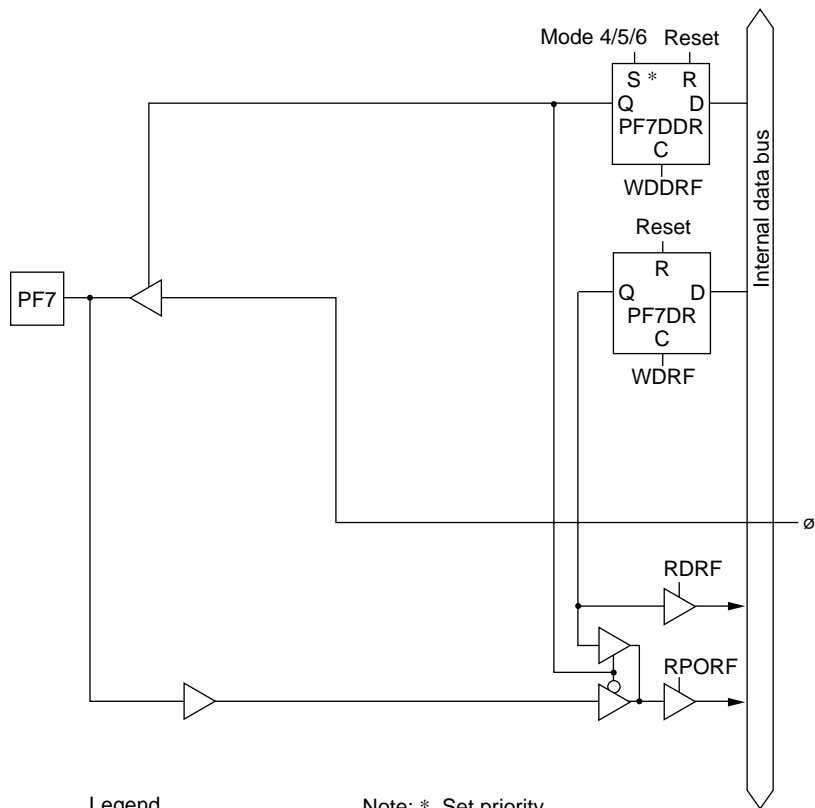 Mode 4/5/6 Reset
S * R
Q D
PF7DDR
C
WDDRF
Internal data bus
Reset
R
Q D
PF7DR
C
WDRF
PF7
ø
RDRF
RPORF
Legend
Note: * Set priority